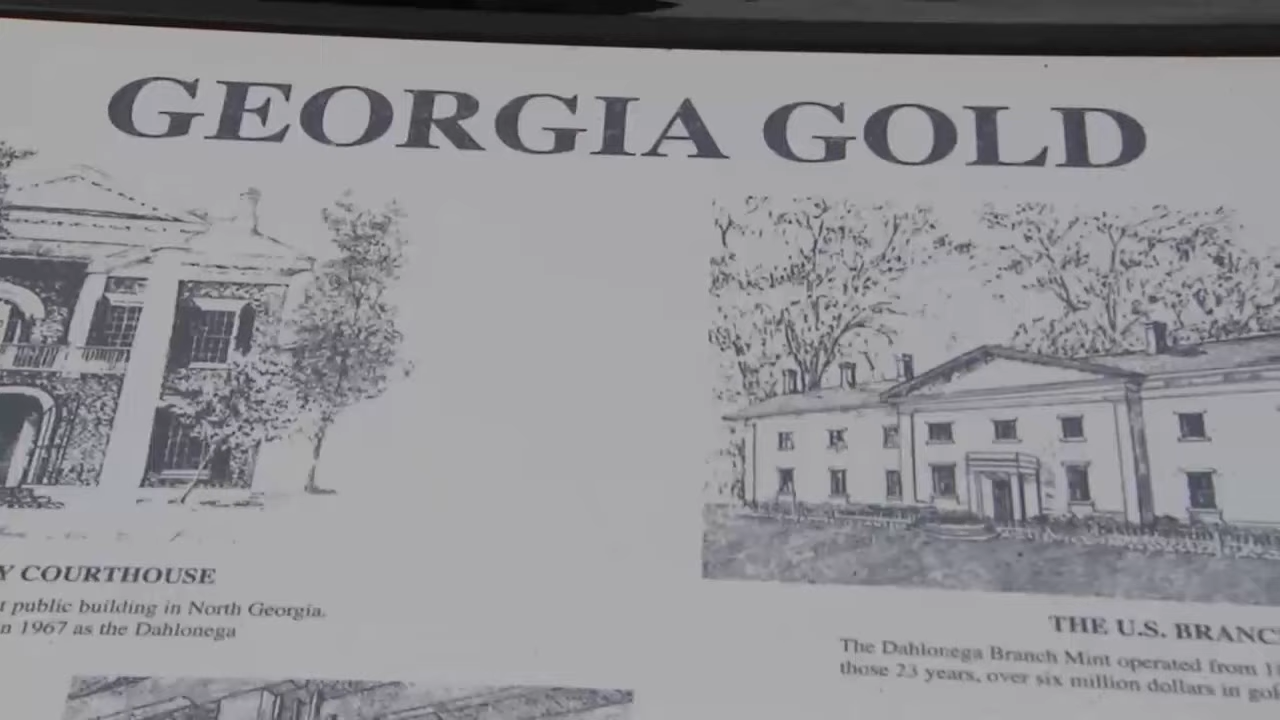 GEORGIA GOLD
Y COURTHOUSE
t public building in North Georgia.
n 1967 as the Dahlonega
THE U.S. BRANC
The Dahlonega Branch Mint operated from
those 23 years, over six million dollars in gol